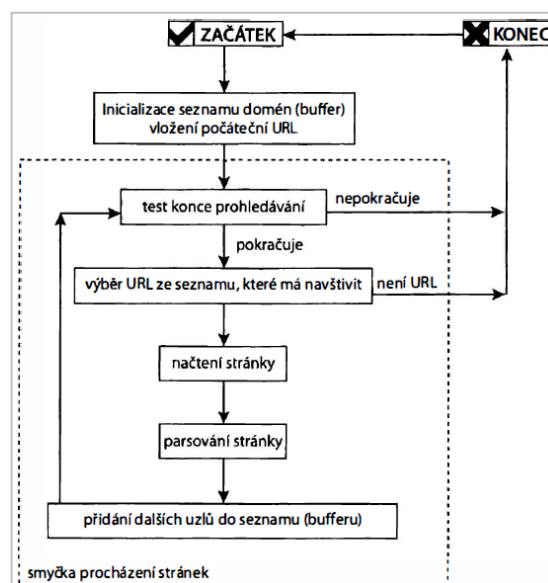 ZAČÁTEK
KONEC
Inicializace seznamu domén (buffer)
vložení počáteční URL
test konce prohledávání
nepokračuje
pokračuje
výběr URL ze seznamu, které má navštivit
není URL
načtení stránky
parsování stránky
přidání dalších uzlů do seznamu (bufferu)
smyčka procházení stránek